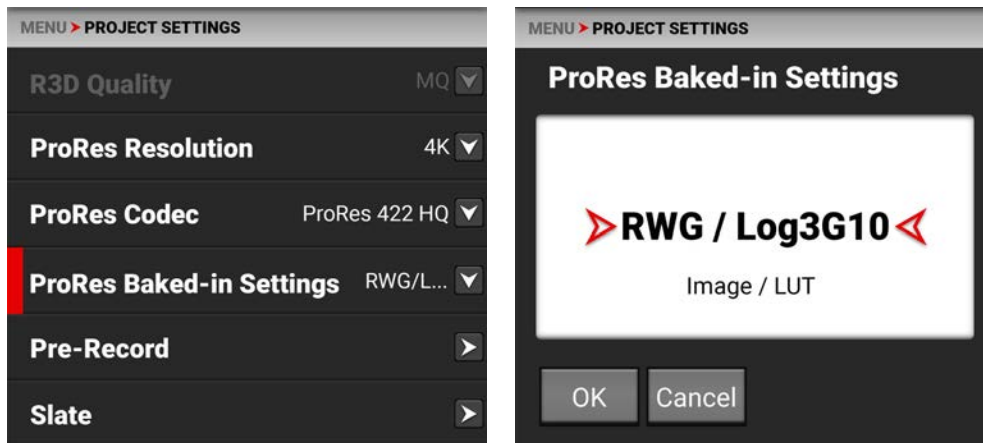 MENU > PROJECT SETTINGS
R3D Quality MQ
ProRes Resolution 4K
ProRes Codec ProRes 422 HQ
ProRes Baked-in Settings RWG/L...
Pre-Record
Slate
MENU > PROJECT SETTINGS
ProRes Baked-in Settings
RWG / Log3G10
Image / LUT
OK Cancel